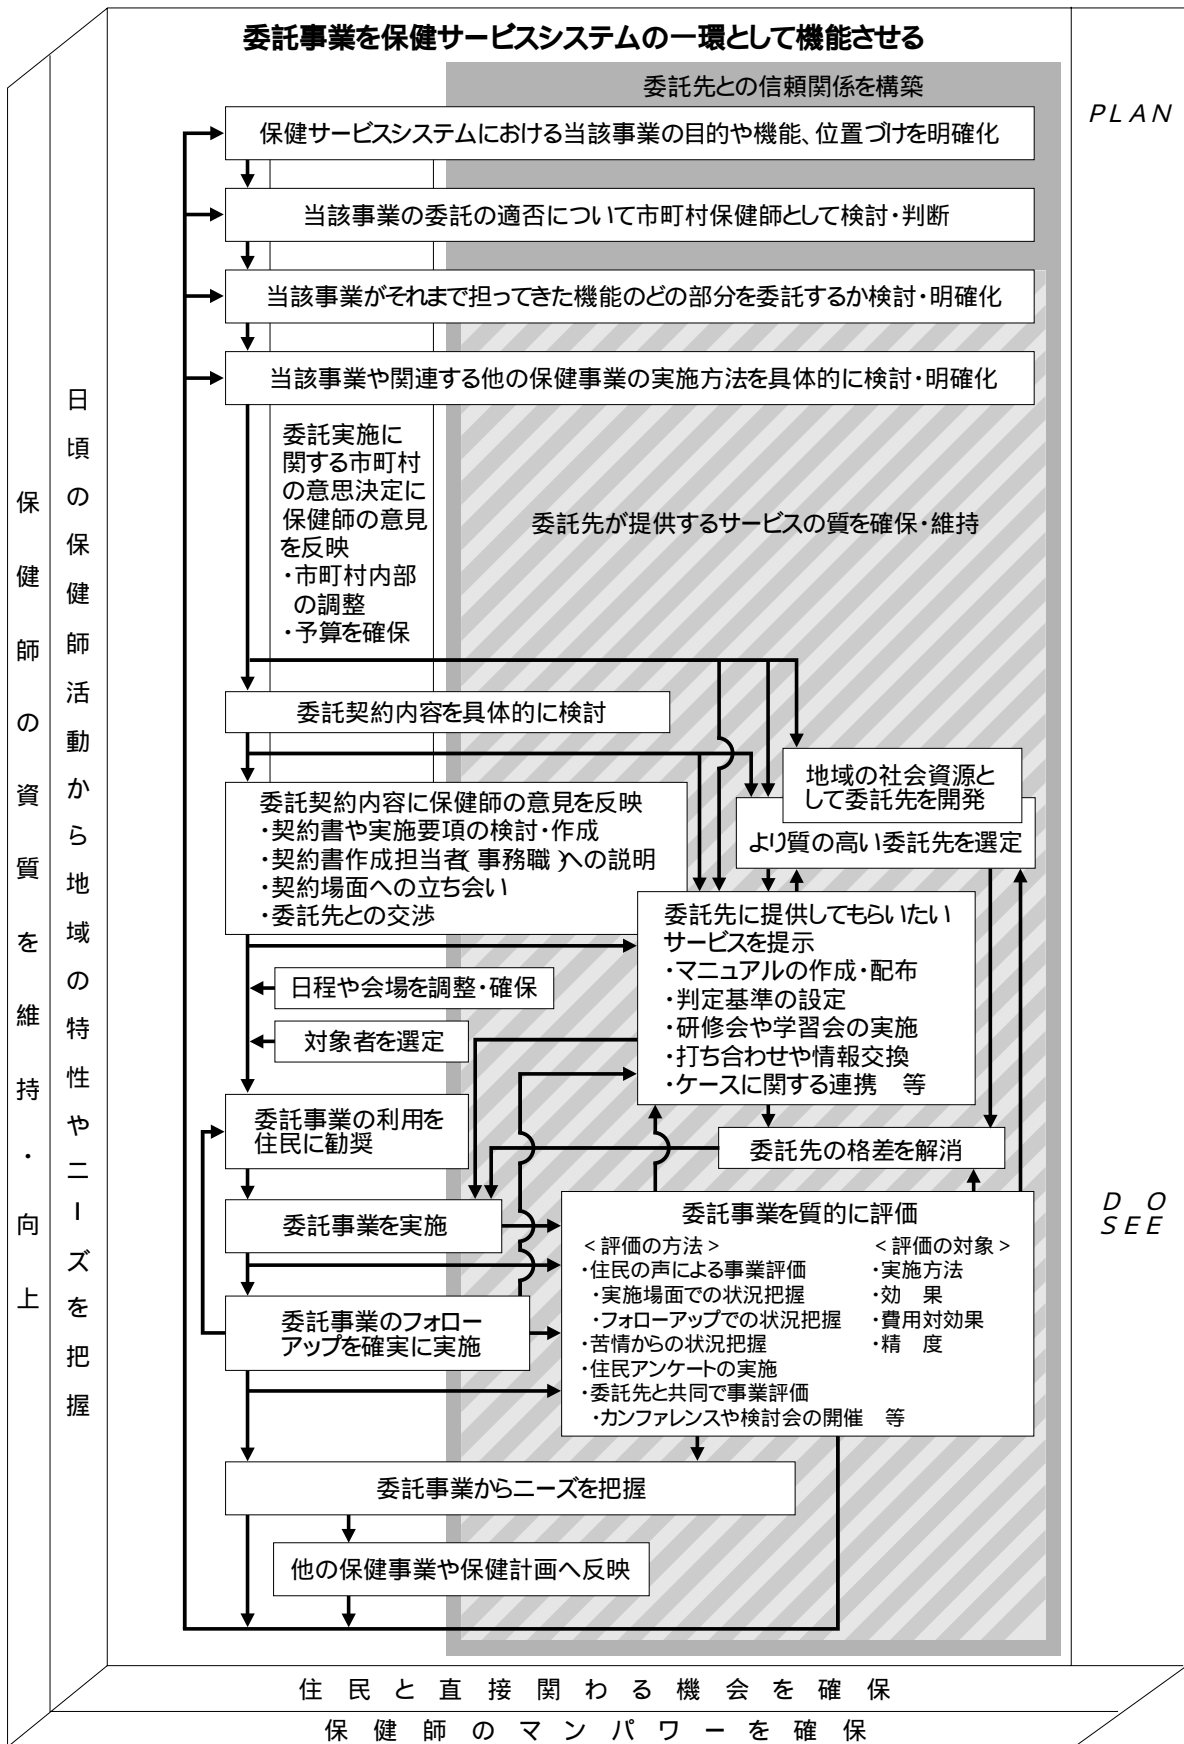 委託事業を保健サービスシステムの一環として機能させる
委託先との信頼関係を構築
PLAN
保健サービスシステムにおける当該事業の目的や機能、位置づけを明確化
当該事業の委託の適否について市町村保健師として検討・判断
当該事業がそれまで担ってきた機能のどの部分を委託するか検討・明確化
当該事業や関連する他の保健事業の実施方法を具体的に検討・明確化
委託実施に
関する市町村
の意思決定に
保健師の意見
を反映
・市町村内部
の調整
・予算を確保
委託先が提供するサービスの質を確保・維持
委託契約内容を具体的に検討
地域の社会資源と
して委託先を開発
より質の高い委託先を選定
委託契約内容に保健師の意見を反映
・契約書や実施要項の検討・作成
・契約書作成担当者(事務職)への説明
・契約場面への立ち会い
・委託先との交渉
委託先に提供してもらいたい
サービスを提示
・マニュアルの作成・配布
・判定基準の設定
・研修会や学習会の実施
・打ち合わせや情報交換
・ケースに関する連携　等
日程や会場を調整・確保
対象者を選定
委託事業の利用を
住民に勧奨
委託先の格差を解消
委託事業を実施
委託事業のフォロー
アップを確実に実施
委託事業を質的に評価
<評価の方法>
・住民の声による事業評価
・実施場面での状況把握
・フォローアップでの状況把握
・苦情からの状況把握
・住民アンケートの実施
・委託先と共同で事業評価
・カンファレンスや検討会の開催　等
<評価の対象>
・実施方法
・効　果
・費用対効果
・精　度
DO
SEE
委託事業からニーズを把握
他の保健事業や保健計画へ反映
日頃の保健師活動から地域の特性やニーズを把握
保健師の資質を維持・向上
住民と直接関わる機会を確保
保健師のマンパワーを確保